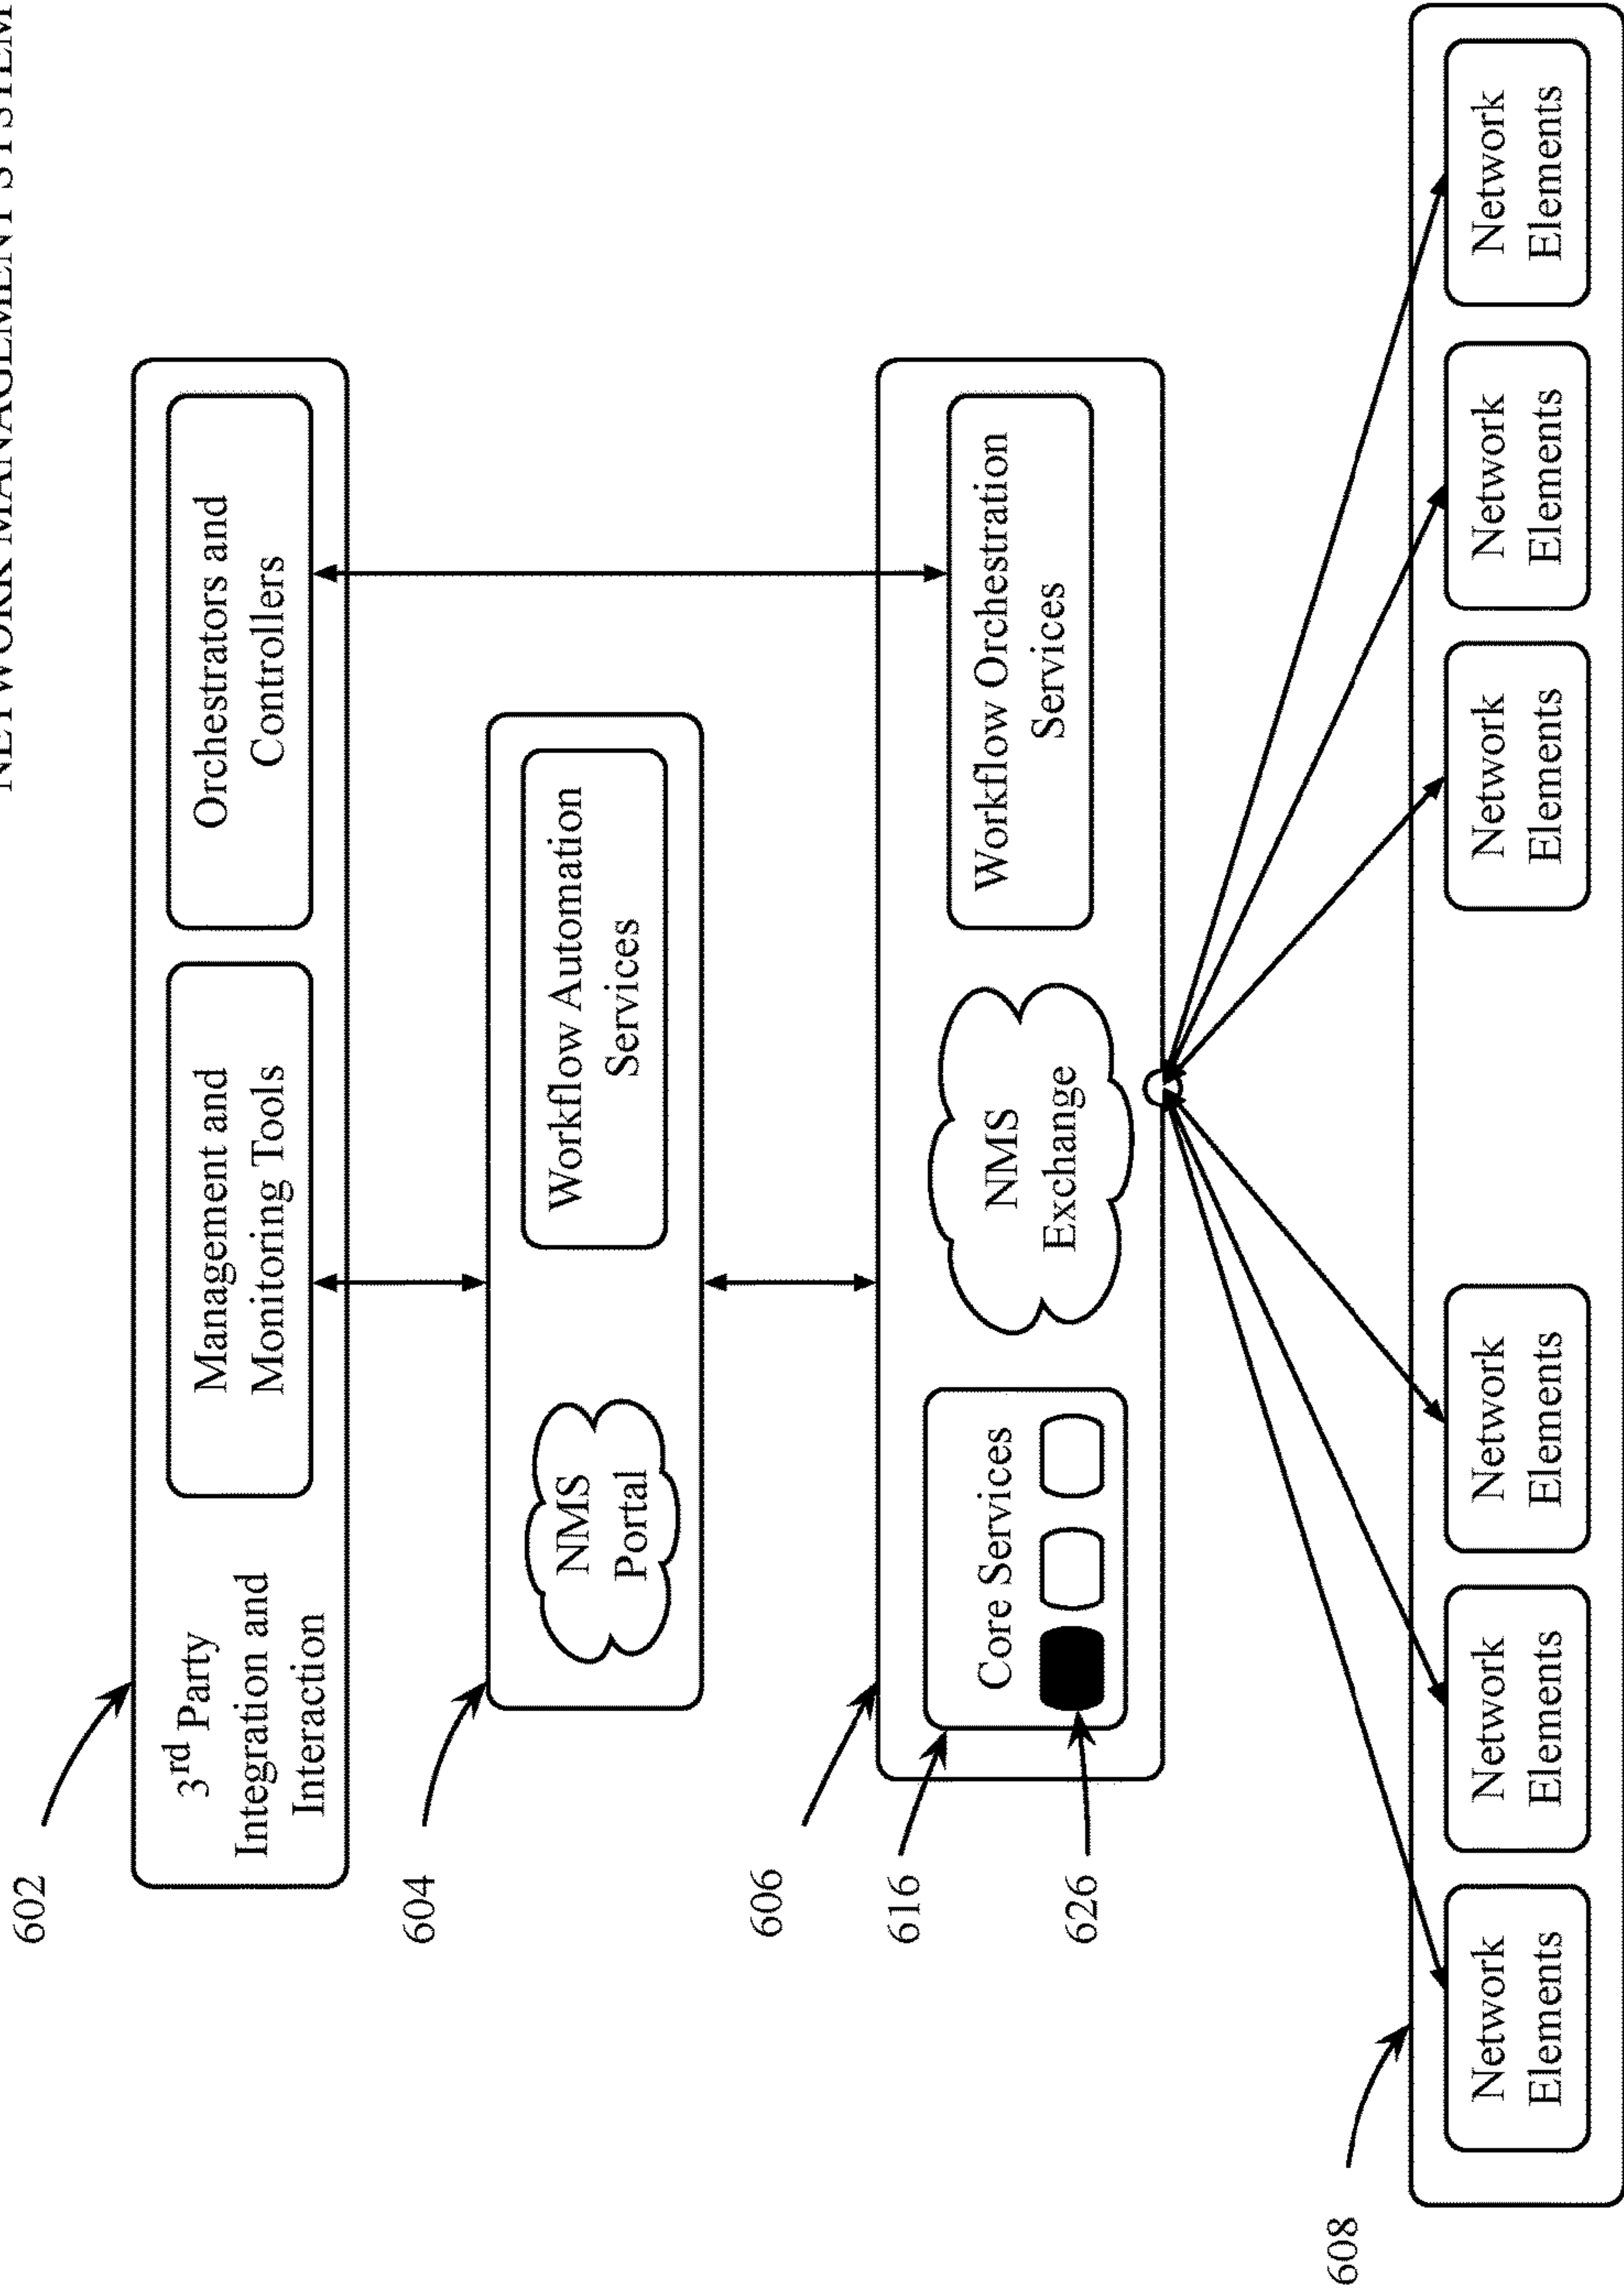 NETWORK MANAGEMENT SYSTEM
602
3rd Party
Integration and
Interaction
Management and
Monitoring Tools
Orchestrators and
Controllers
604
NMS
Portal
Workflow Automation
Services
606
616
626
Core Services
NMS
Exchange
Workflow Orchestration
Services
608
Network
Elements
Network
Elements
Network
Elements
Network
Elements
Network
Elements
Network
Elements